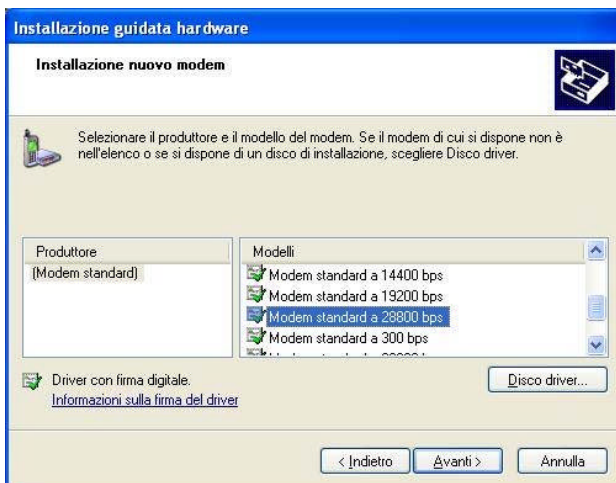 Installazione guidata hardware
Installazione nuovo modem
Selezionare il produttore e il modello del modem. Se il modem di cui si dispone non è
nell'elenco o se si dispone di un disco di installazione, scegliere Disco driver.
Produttore
(Modem standard)
Modelli
Modem standard a 14400 bps
Modem standard a 19200 bps
Modem standard a 28800 bps
Modem standard a 300 bps
Driver con firma digitale.
Informazioni sulla firma del driver
Disco driver...
< Indietro
Avanti >
Annulla